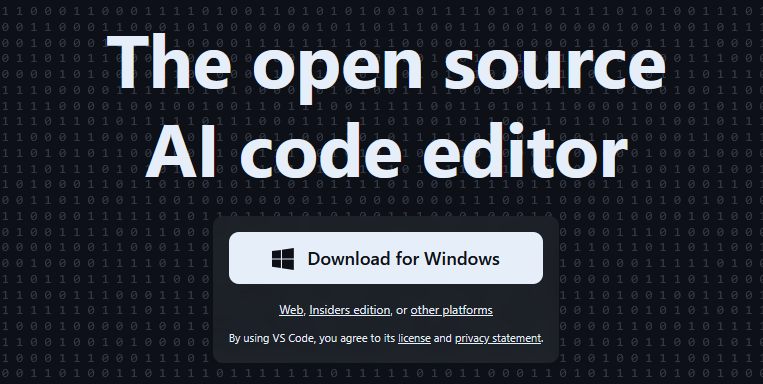 The open source
AI code editor
Download for Windows
Web, Insiders edition, or other platforms
By using VS Code, you agree to its license and privacy statement.